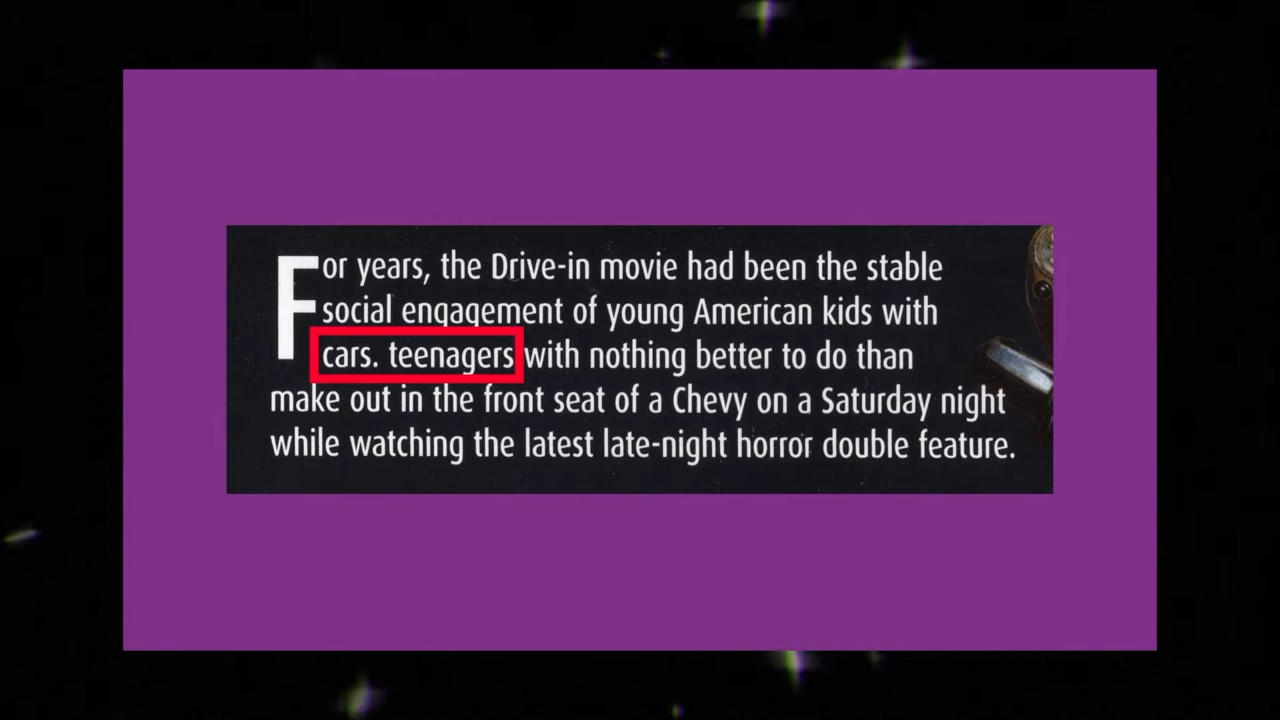 For years, the Drive-in movie had been the stable
social engagement of young American kids with
cars. teenagers with nothing better to do than
make out in the front seat of a Chevy on a Saturday night
while watching the latest late-night horror double feature.